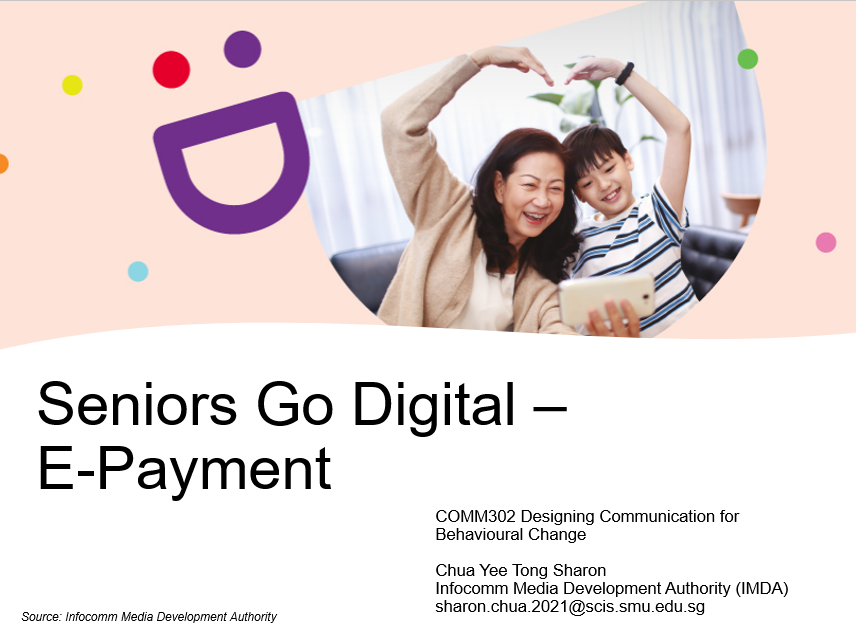 Seniors Go Digital –
E-Payment
COMM302 Designing Communication for
Behavioural Change
Chua Yee Tong Sharon
Infocomm Media Development Authority (IMDA)
sharon.chua.2021@scis.smu.edu.sg
Source: Infocomm Media Development Authority